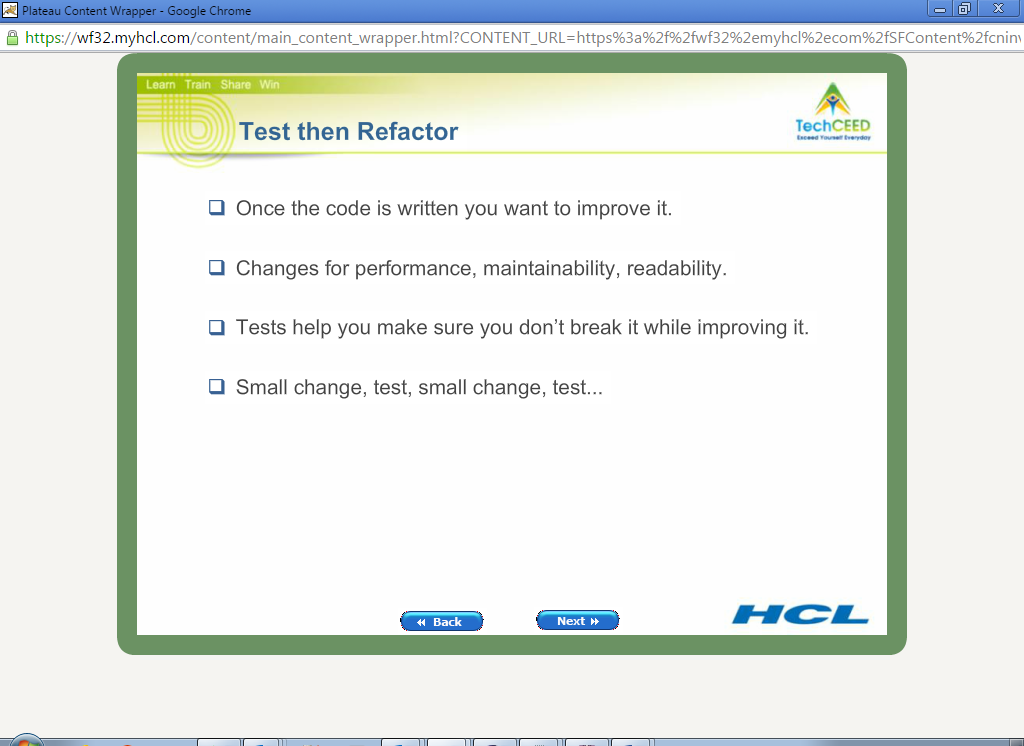 Plateau Content Wrapper - Google Chrome
https://wf32.myhcl.com/content/main_content_wrapper.html?CONTENT_URL=https%3a%2f%2fwf32%2emyhcl%2ecom%2fSFContent%2fcninv
Learn Train Share Win
Test then Refactor
TechCEED
Exceed Yourself Everyday
Once the code is written you want to improve it.
Changes for performance, maintainability, readability.
Tests help you make sure you don’t break it while improving it.
Small change, test, small change, test...
Back
Next
HCL